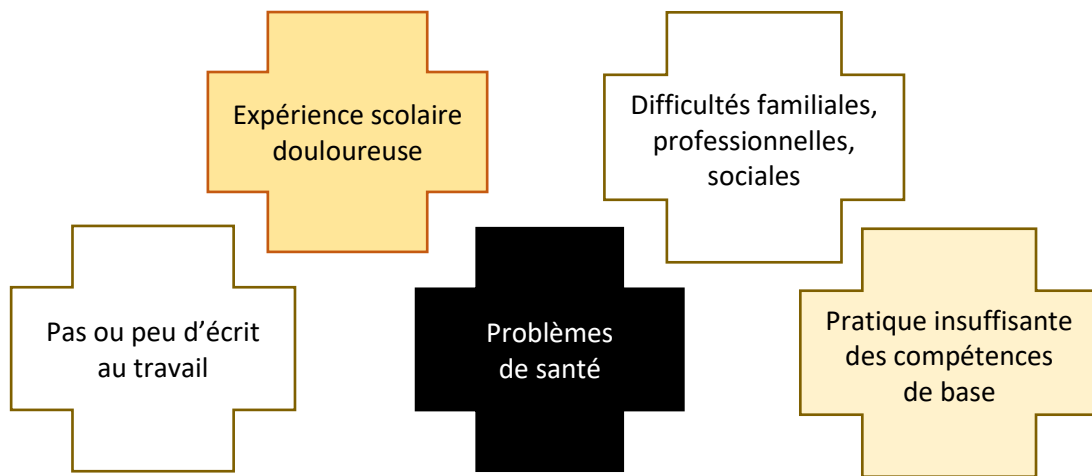 Expérience scolaire
douloureuse
Difficultés familiales,
professionnelles,
sociales
Pas ou peu d’écrit
au travail
Problèmes
de santé
Pratique insuffisante
des compétences
de base